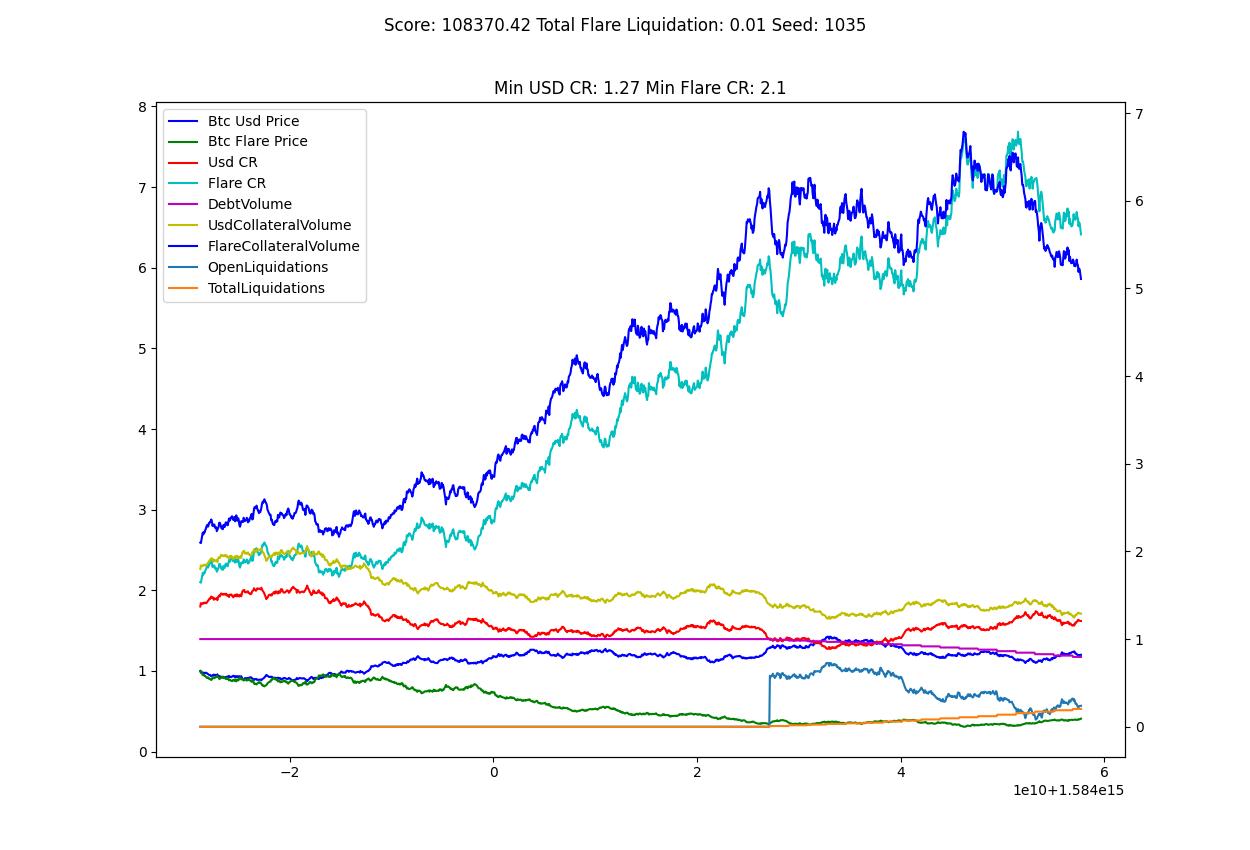 Score: 108370.42 Total Flare Liquidation: 0.01 Seed: 1035
Min USD CR: 1.27 Min Flare CR: 2.1
Btc Usd Price
Btc Flare Price
Usd CR
Flare CR
DebtVolume
UsdCollateralVolume
FlareCollateralVolume
OpenLiquidations
TotalLiquidations
8
7
6
5
4
3
2
1
0
7
6
5
4
3
2
1
0
−2
0
2
4
6
1e10+1.584e15